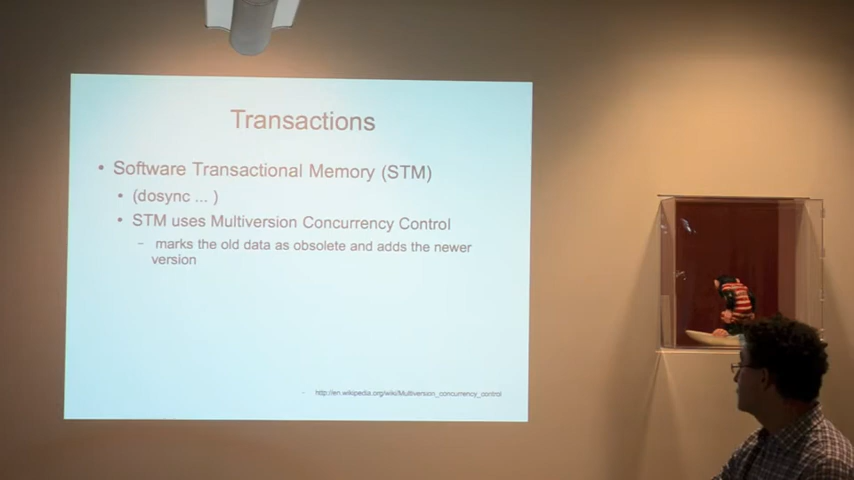 Transactions
• Software Transactional Memory (STM)
• (dosync ... )
• STM uses Multiversion Concurrency Control
– marks the old data as obsolete and adds the newer
version
- http://en.wikipedia.org/wiki/Multiversion_concurrency_control